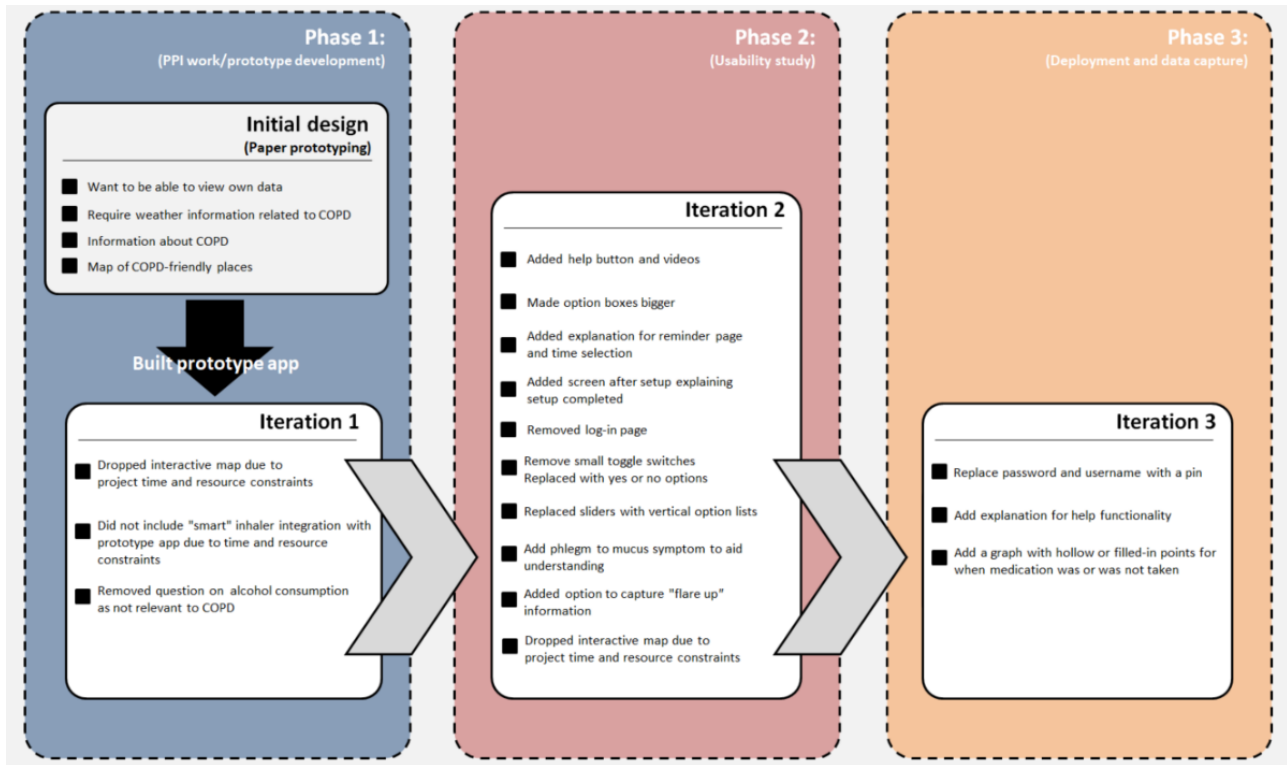 Phase 1:
(PPI work/prototype development)
Initial design
(Paper prototyping)
Want to be able to view own data
Require weather information related to COPD
Information about COPD
Map of COPD-friendly places
Built prototype app
Iteration 1
Dropped interactive map due to
project time and resource constraints
Did not include "smart" inhaler integration with
prototype app due to time and resource
constraints
Removed question on alcohol consumption
as not relevant to COPD
Phase 2:
(Usability study)
Iteration 2
Added help button and videos
Made option boxes bigger
Added explanation for reminder page
and time selection
Added screen after setup explaining
setup completed
Removed log-in page
Remove small toggle switches
Replaced with yes or no options
Replaced sliders with vertical option lists
Add phlegm to mucus symptom to aid
understanding
Added option to capture "flare up"
information
Dropped interactive map due to
project time and resource constraints
Phase 3:
(Deployment and data capture)
Iteration 3
Replace password and username with a pin
Add explanation for help functionality
Add a graph with hollow or filled-in points for
when medication was or was not taken